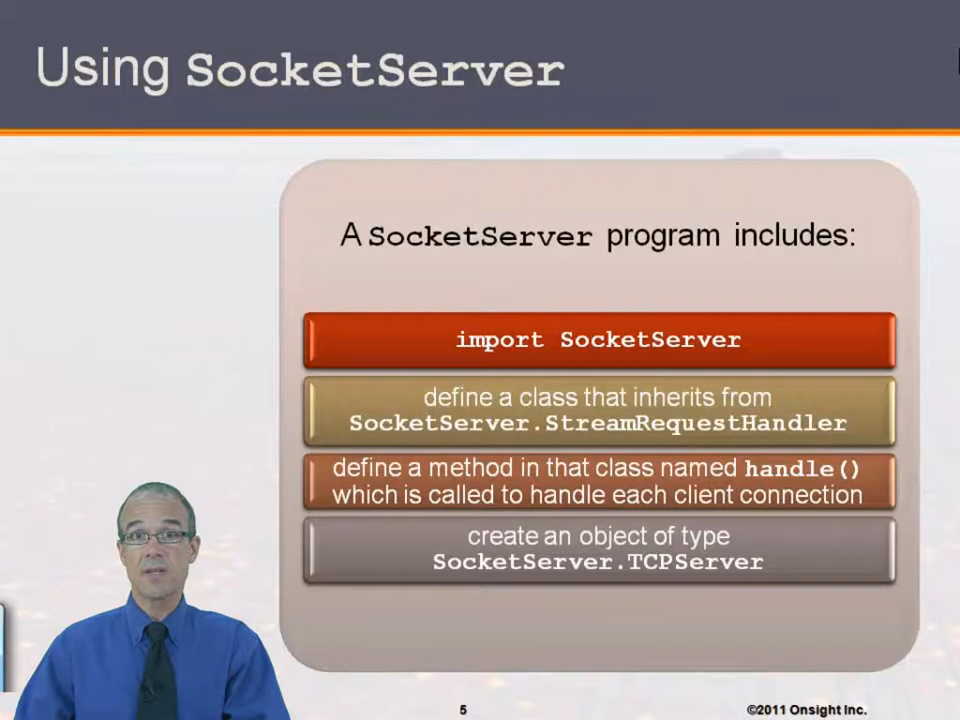 Using SocketServer
A SocketServer program includes:
import SocketServer
define a class that inherits from
SocketServer.StreamRequestHandler
define a method in that class named handle()
which is called to handle each client connection
create an object of type
SocketServer.TCPServer
5
©2011 Onsight Inc.